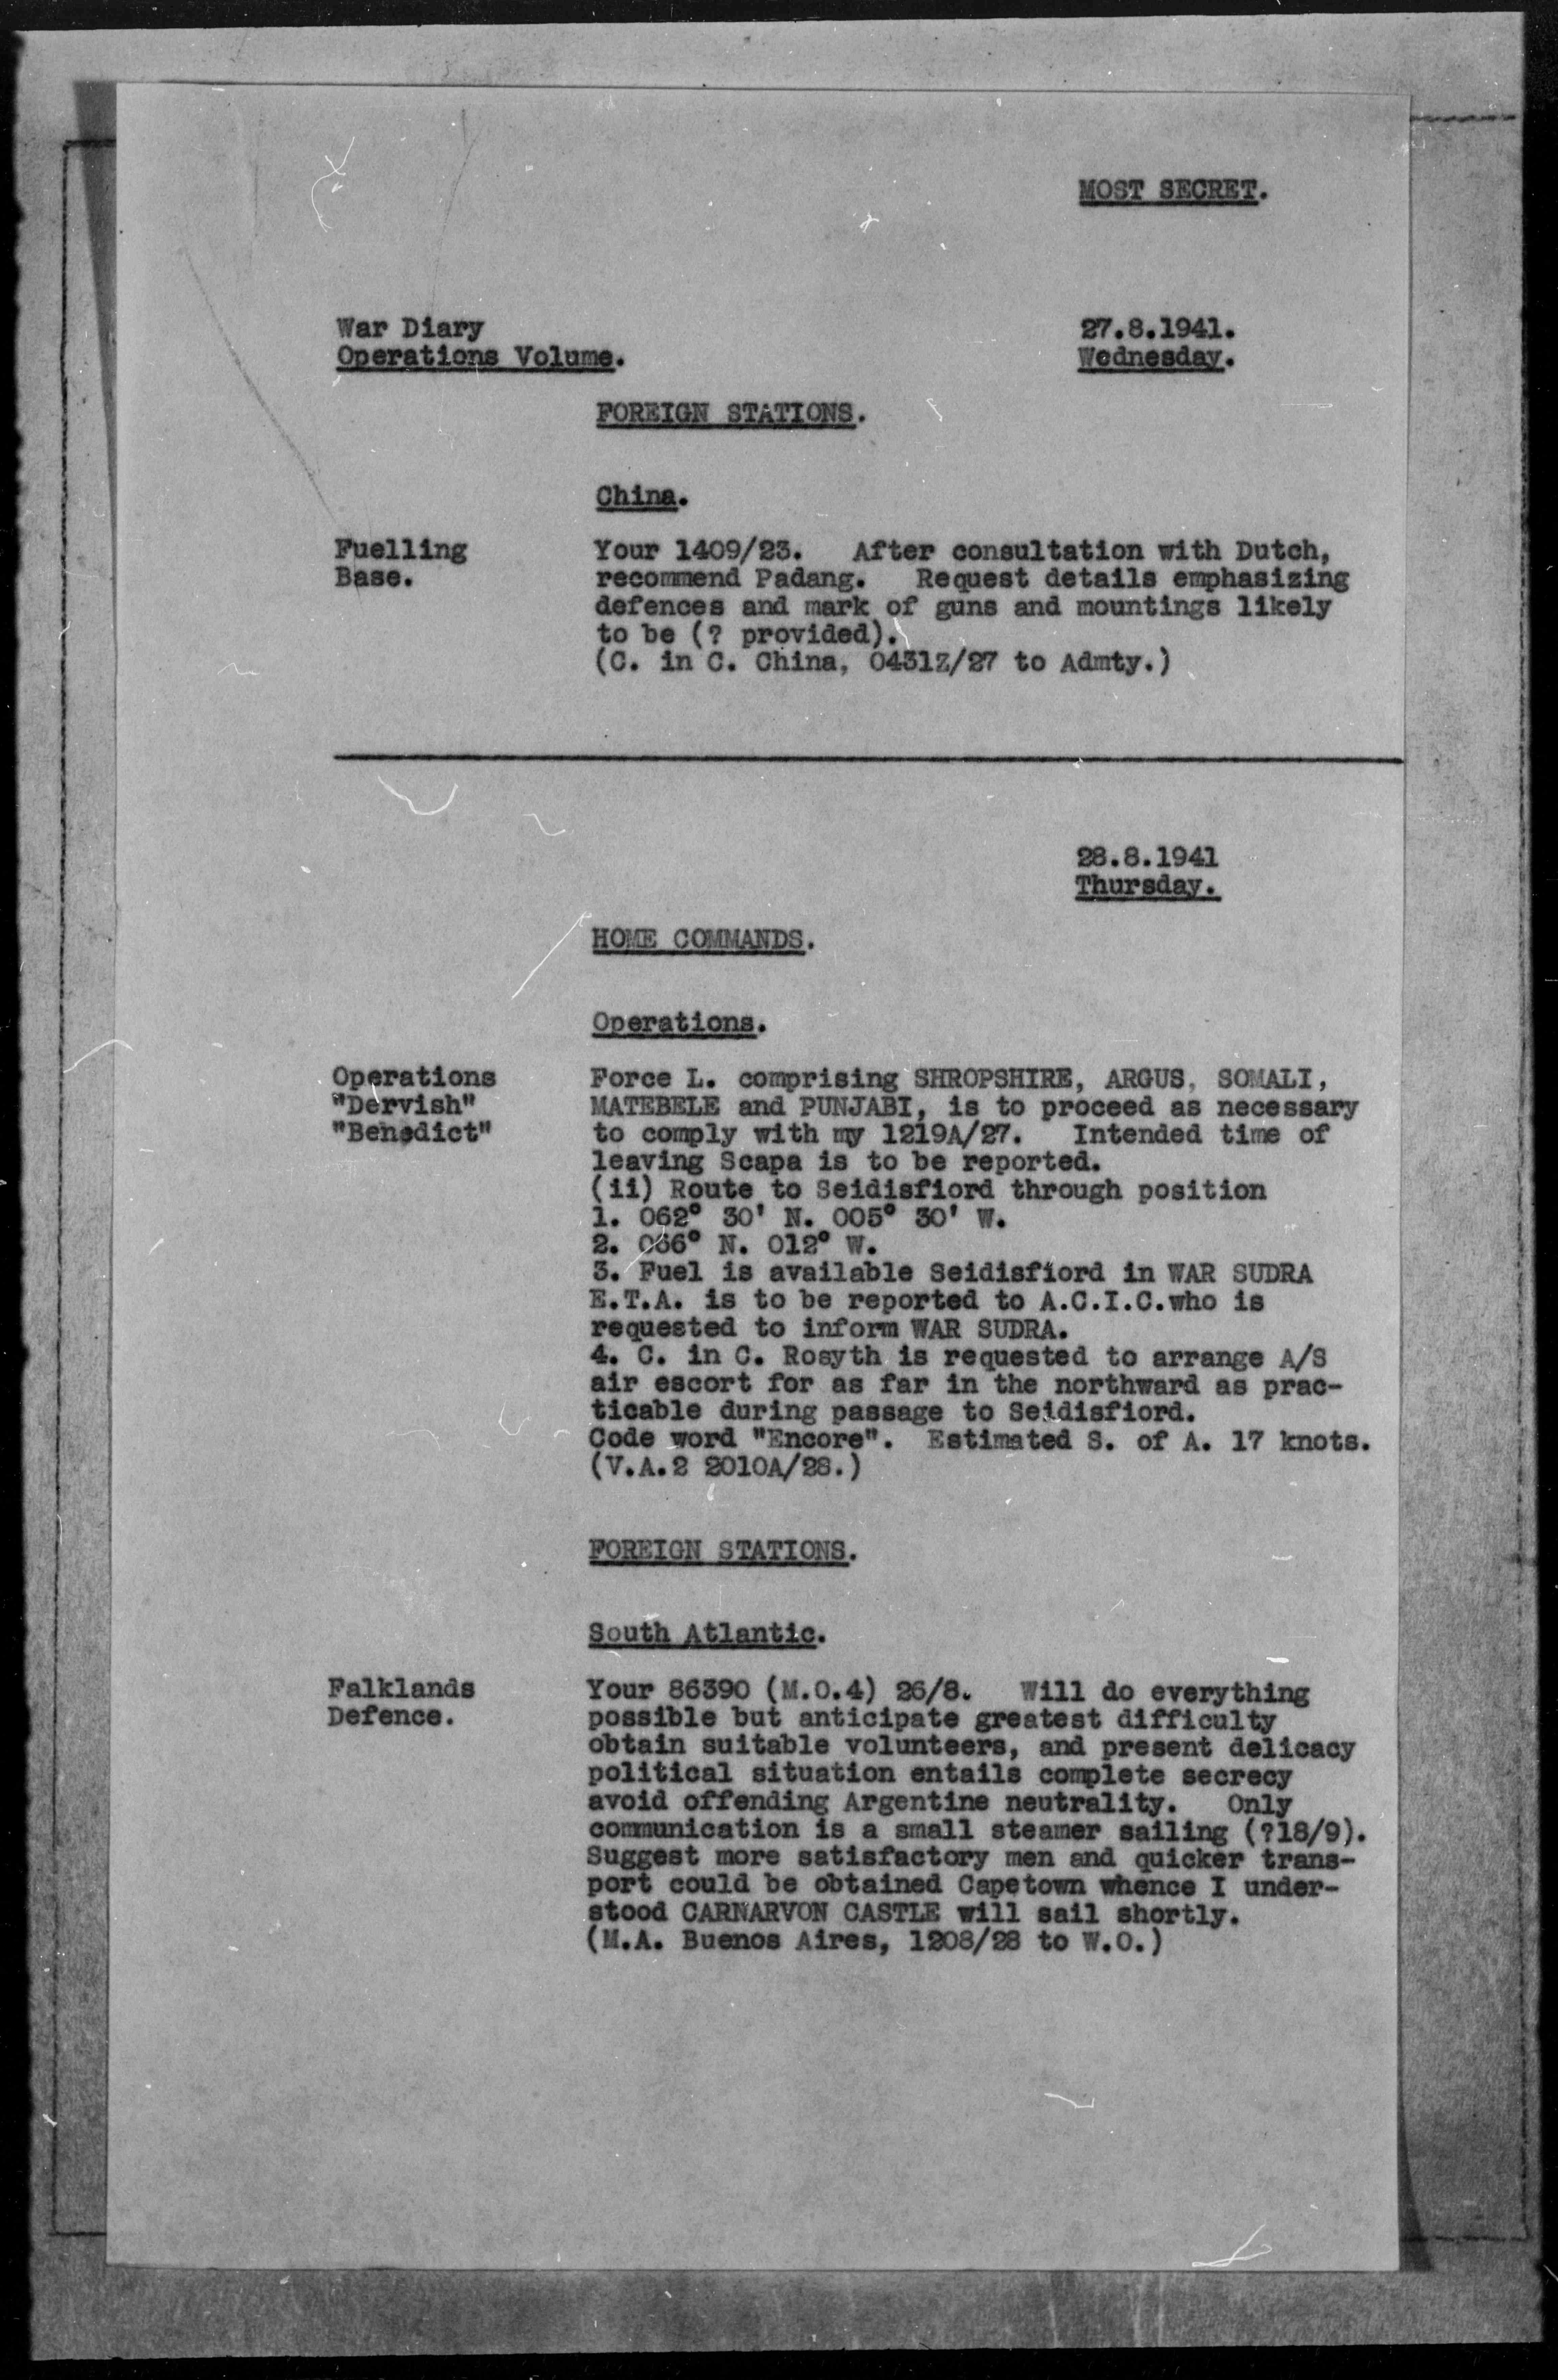 MOST SECRET.
War Diary
Operations Volume.
27.8.1941.
Wednesday.
FOREIGN STATIONS.
China.
Fuelling
Base.
Your 1409/23. After consultation with Dutch,
recommend Padang. Request details emphasizing
defences and mark of guns and mountings likely
to be (? provided).
(C. in C. China, 0431Z/27 to Admty.)
28.8.1941
Thursday.
HOME COMMANDS.
Operations.
Operations
"Dervish"
"Benedict"
Force L. comprising SHROPSHIRE, ARGUS, SOMALI,
MATEBELE and PUNJABI, is to proceed as necessary
to comply with my 1219A/27. Intended time of
leaving Scapa is to be reported.
(ii) Route to Seidisfiord through position
1. 062° 30' N. 005° 30' W.
2. 066° N. 012° W.
3. Fuel is available Seidisfiord in WAR SUDRA
E.T.A. is to be reported to A.C.I.C.who is
requested to inform WAR SUDRA.
4. C. in C. Rosyth is requested to arrange A/S
air escort for as far in the northward as prac-
ticable during passage to Seidisfiord.
Code word "Encore". Estimated S. of A. 17 knots.
(V.A.2 2010A/28.)
FOREIGN STATIONS.
South Atlantic.
Falklands
Defence.
Your 86390 (M.O.4) 26/8. Will do everything
possible but anticipate greatest difficulty
obtain suitable volunteers, and present delicacy
political situation entails complete secrecy
avoid offending Argentine neutrality. Only
communication is a small steamer sailing (?18/9).
Suggest more satisfactory men and quicker trans-
port could be obtained Capetown whence I under-
stood CARNARVON CASTLE will sail shortly.
(M.A. Buenos Aires, 1208/28 to W.O.)